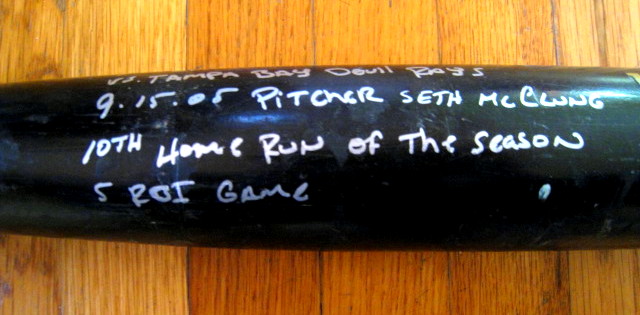 vs. TAMPA BAY Devil RAYS
9.15.05 PITCHER SETH McCLUNG
10TH Home RUN of The SEASON
5 RBI GAME